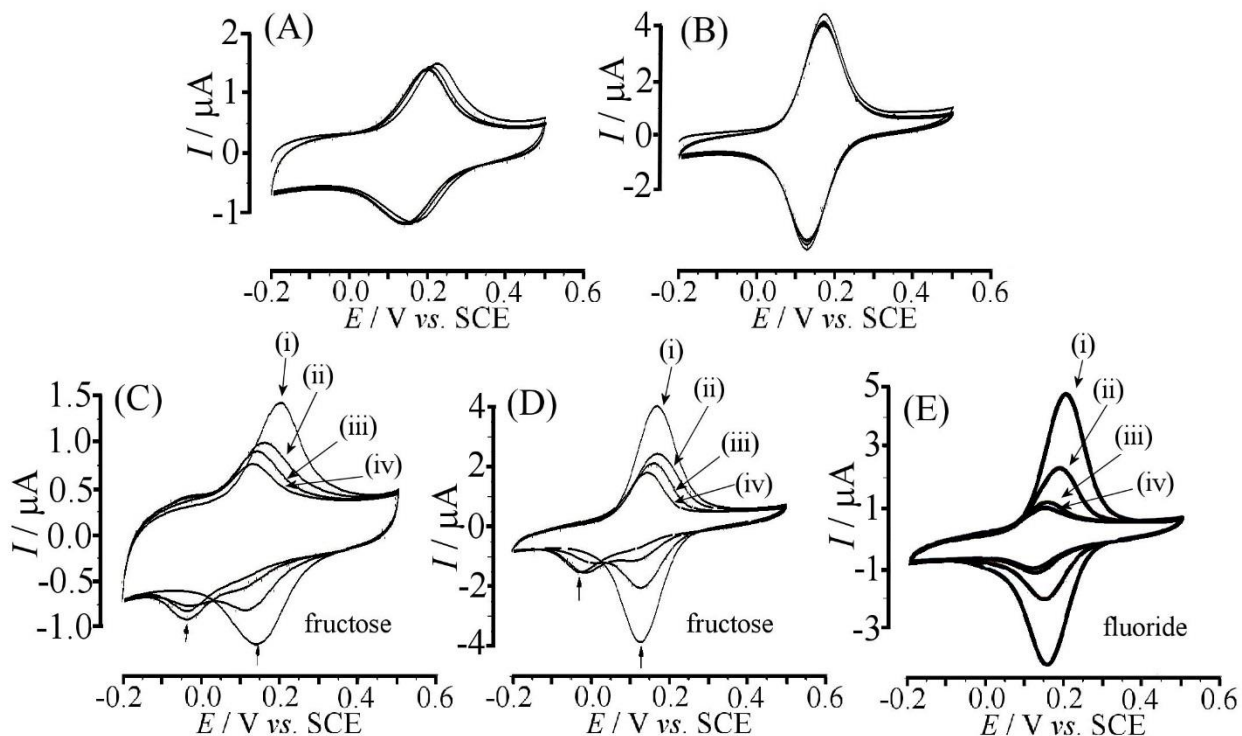 (A)
2
1
0
-1
I / μA
-0.2 0.0 0.2 0.4 0.6
E / V vs. SCE
(B)
4
2
0
-2
I / μA
-0.2 0.0 0.2 0.4 0.6
E / V vs. SCE
(C)
1.5
1.0
0.5
0.0
-0.5
-1.0
I / μA
(i)
(ii)
(iii)
(iv)
fructose
-0.2 0.0 0.2 0.4 0.6
E / V vs. SCE
(D)
4
2
0
-2
-4
I / μA
(i)
(ii)
(iii)
(iv)
fructose
-0.2 0.0 0.2 0.4 0.6
E / V vs. SCE
(E)
5
3
1
-1
-3
I / μA
(i)
(ii)
(iii)
(iv)
fluoride
-0.2 0.0 0.2 0.4 0.6
E / V vs. SCE